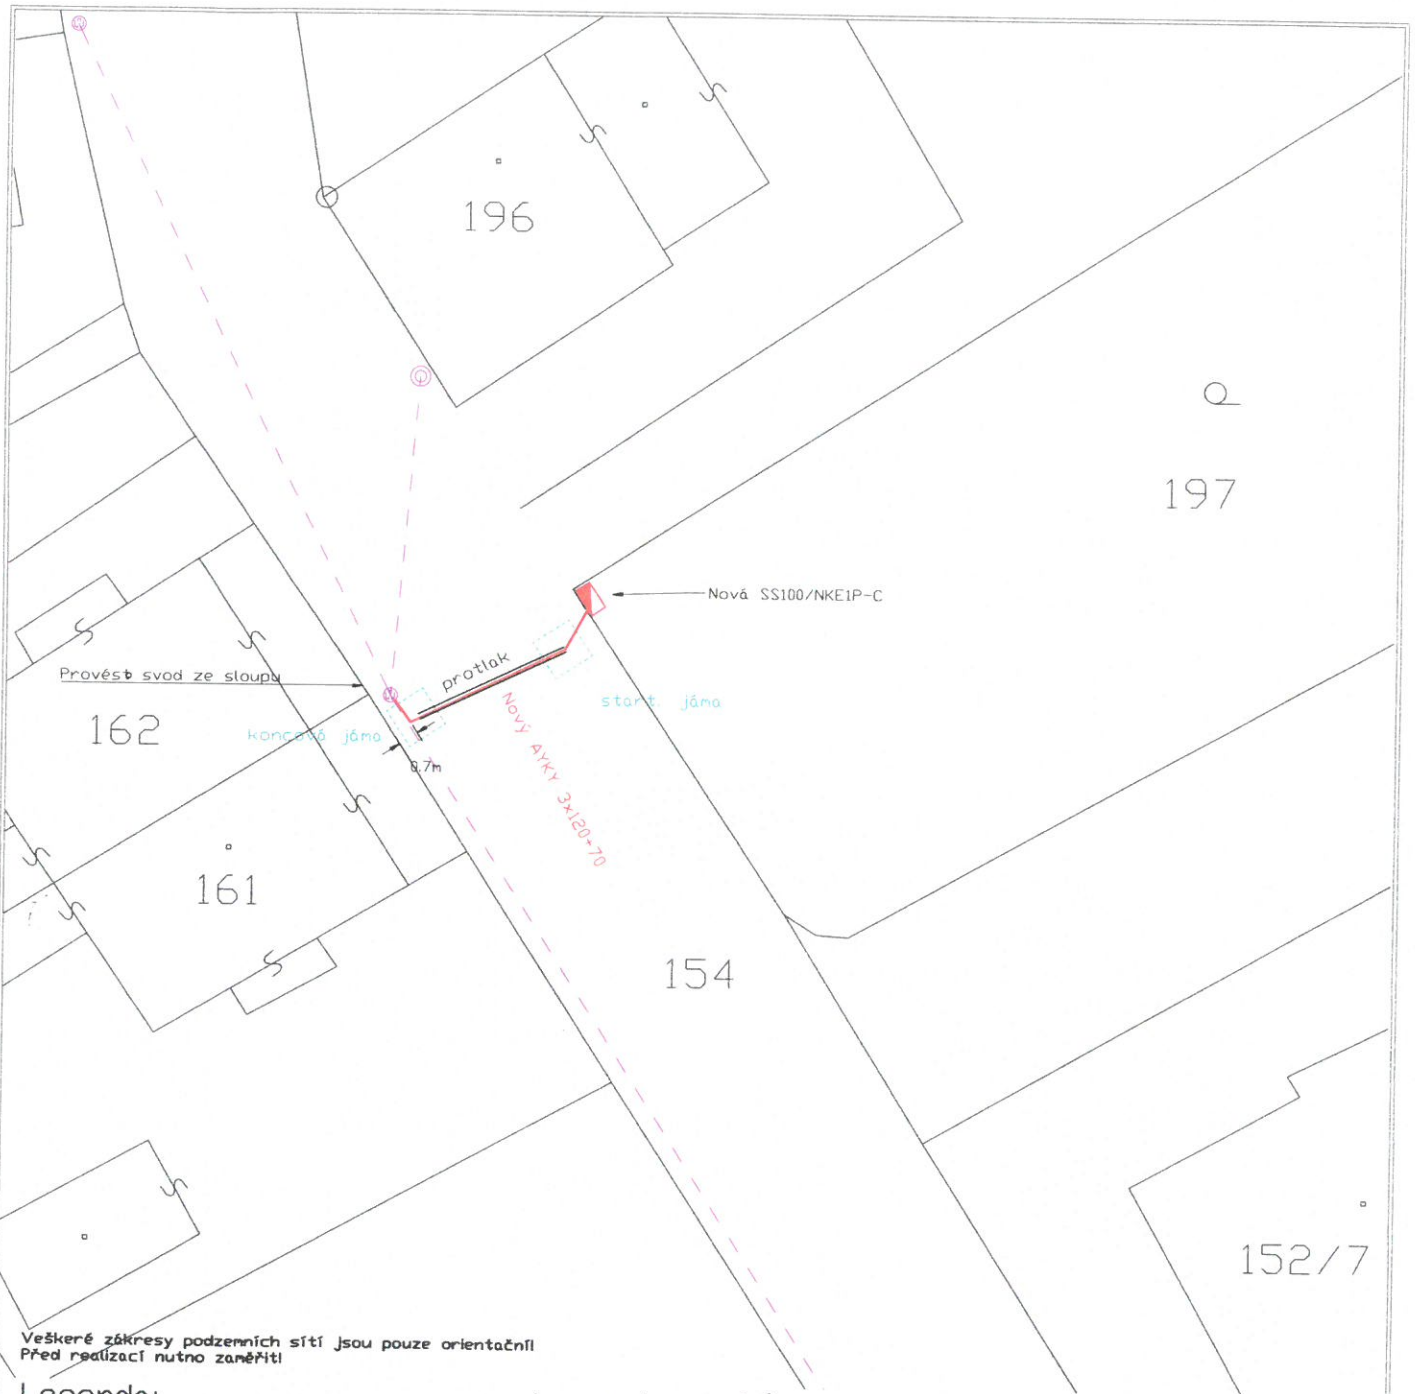 196
197
Nová SS100/NKE1P-C
protlak
Provést svod ze sloupu
start. jáma
162
koncová jáma
Nový AYKY 3x120+70
0.7m
161
154
152/7
Veškeré zákresy podzemních sítí jsou pouze orientační!
Před realizací nutno zaměřit!
Legenda: